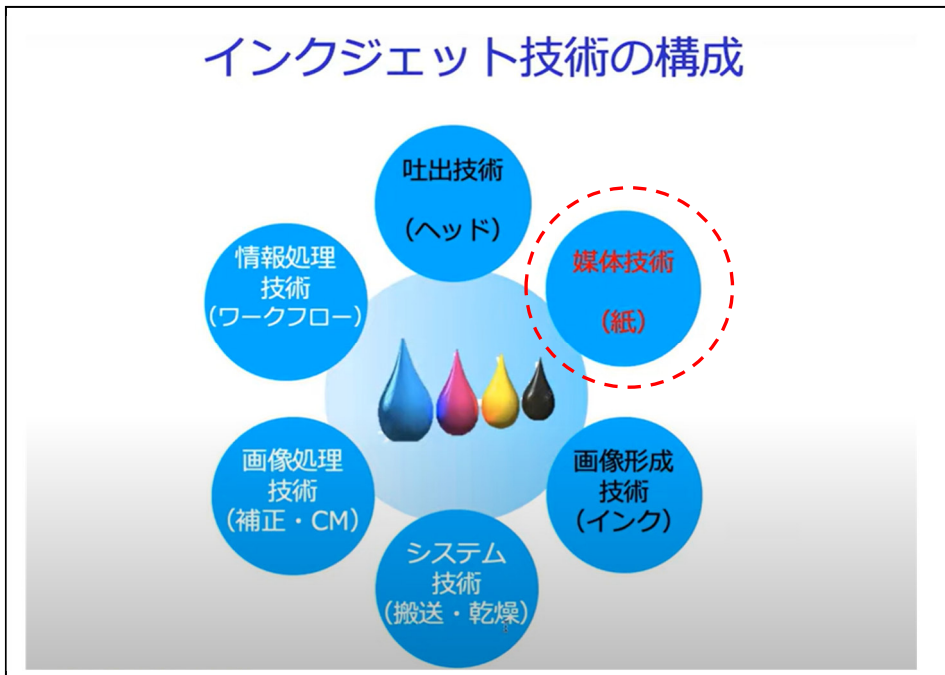 インクジェット技術の構成
吐出技術
(ヘッド)
媒体技術
(紙)
画像形成
技術
(インク)
システム
技術
(搬送・乾燥)
画像処理
技術
(補正・CM)
情報処理
技術
(ワークフロー)